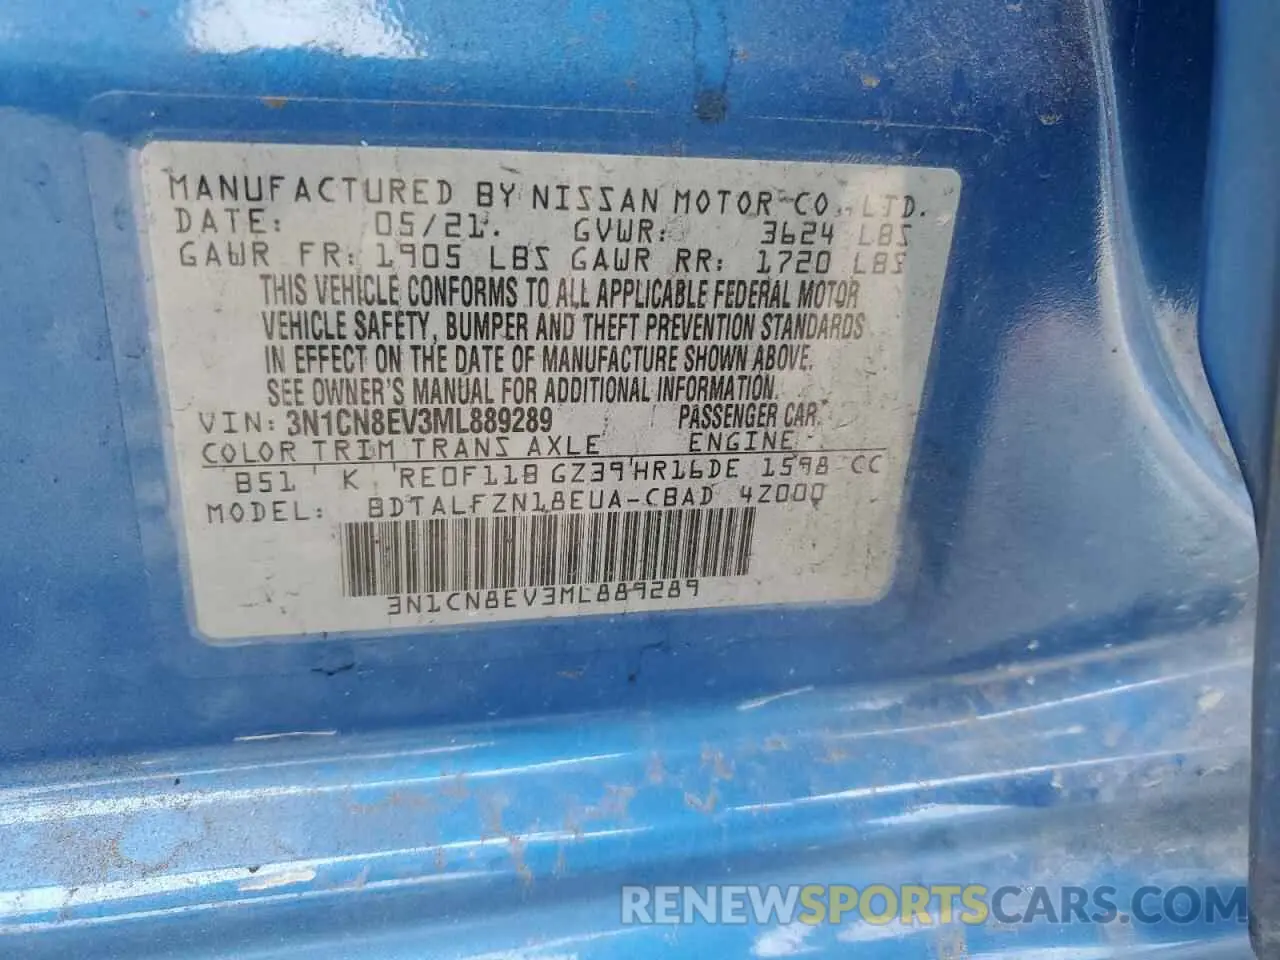 MANUFACTURED BY NISSAN MOTOR CO., LTD.
DATE: 05/21. GVWR: 3624 LBS
GAWR FR: 1905 LBS GAWR RR: 1720 LBS
THIS VEHICLE CONFORMS TO ALL APPLICABLE FEDERAL MOTOR
VEHICLE SAFETY, BUMPER AND THEFT PREVENTION STANDARDS
IN EFFECT ON THE DATE OF MANUFACTURE SHOWN ABOVE.
SEE OWNER'S MANUAL FOR ADDITIONAL INFORMATION.
VIN: 3N1CN8EV3ML889289 PASSENGER CAR
COLOR TRIM TRANS AXLE ENGINE
B51 K RE0F11B GZ39 HR16DE 1598 CC
MODEL: BDTALFZN18EUA-CBAD 4Z000
3N1CN8EV3ML889289
RENEWSPORTSCARS.COM